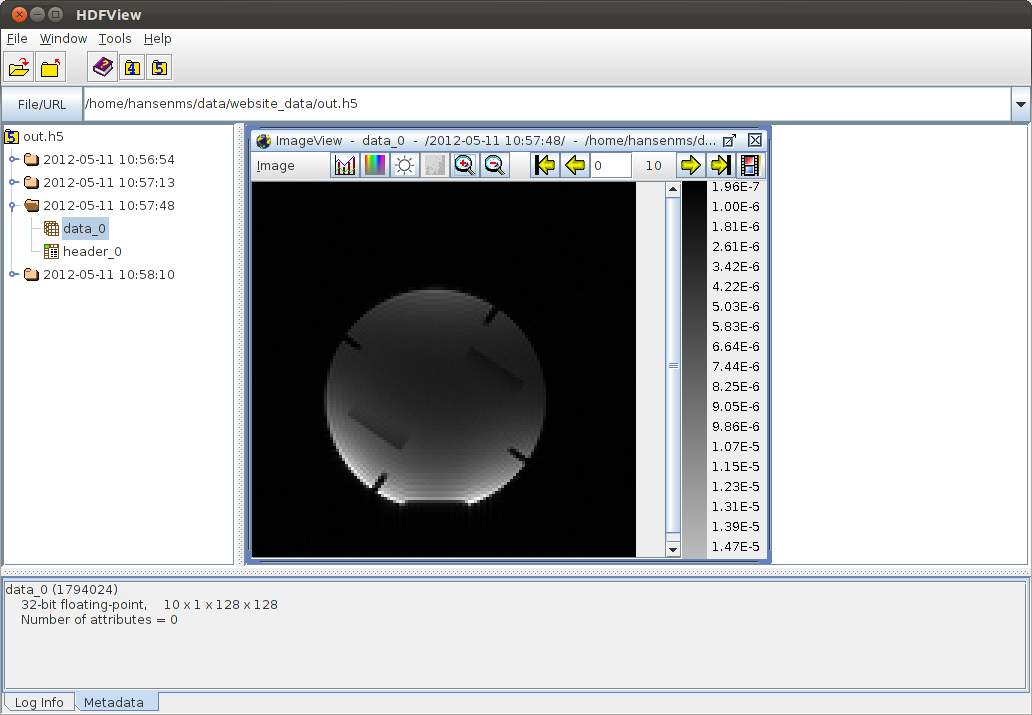 HDFView
File Window Tools Help
4 5
File/URL /home/hansenms/data/website_data/out.h5
5 out.h5
2012-05-11 10:56:54
2012-05-11 10:57:13
2012-05-11 10:57:48
data_0
header_0
2012-05-11 10:58:10
ImageView - data_0 - /2012-05-11 10:57:48/ - /home/hansenms/d...
Image 0 10
1.96E-7
1.00E-6
1.81E-6
2.61E-6
3.42E-6
4.22E-6
5.03E-6
5.83E-6
6.64E-6
7.44E-6
8.25E-6
9.05E-6
9.86E-6
1.07E-5
1.15E-5
1.23E-5
1.31E-5
1.39E-5
1.47E-5
data_0 (1794024)
32-bit floating-point, 10 x 1 x 128 x 128
Number of attributes = 0
Log Info Metadata